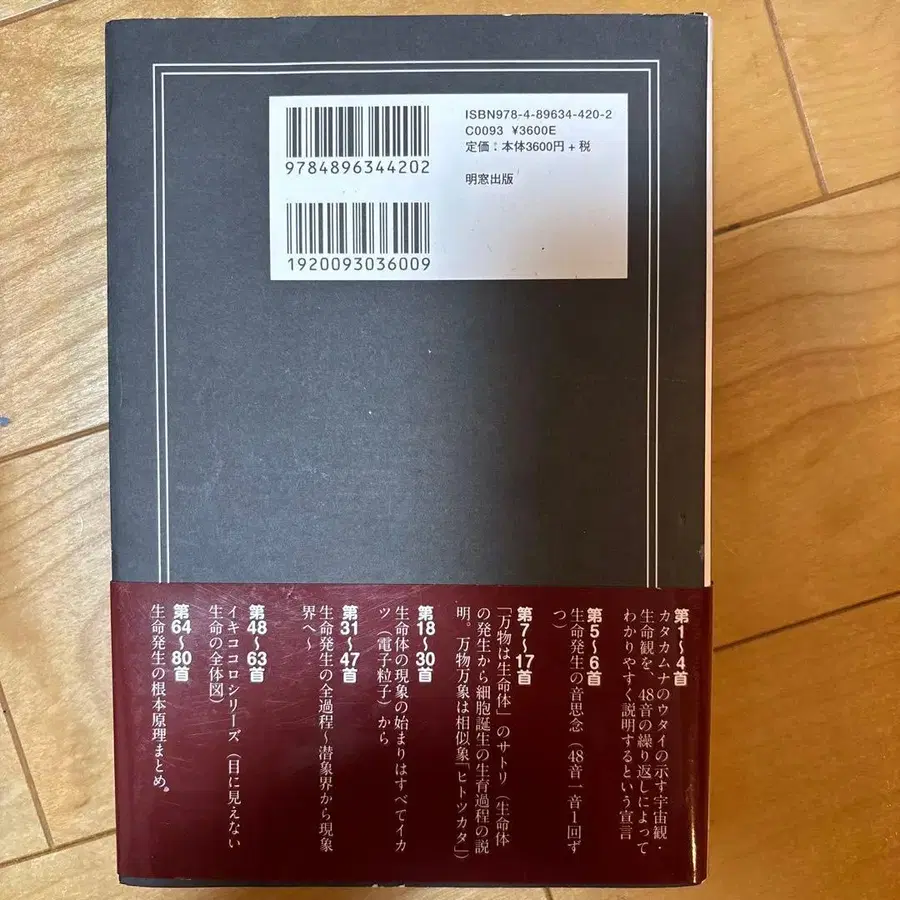 9784896344202
ISBN978-4-89634-420-2
C0093 ¥3600E
定価：本体3600円＋税
明窓出版
1920093036009
第1〜4首
カタカムナのウタイの示す宇宙観・
生命観を、48音の繰り返しによって
わかりやすく説明するという宣言
第5〜6首
生命発生の音思念（48音一音1回ず
つ）
第7〜17首
「万物は生命体」のサトリ（生命体
の発生から細胞誕生の生育過程の説
明。万物万象は相似象「ヒトツカタ」）
第18〜30首
生命体の現象の始まりはすべてイカ
ツ（電子粒子）から
第31〜47首
生命発生の全過程〜潜象界から現象
界へ〜
第48〜63首
イキココロシリーズ（目に見えない
生命の全体図）
第64〜80首
生命発生の根本原理まとめ。